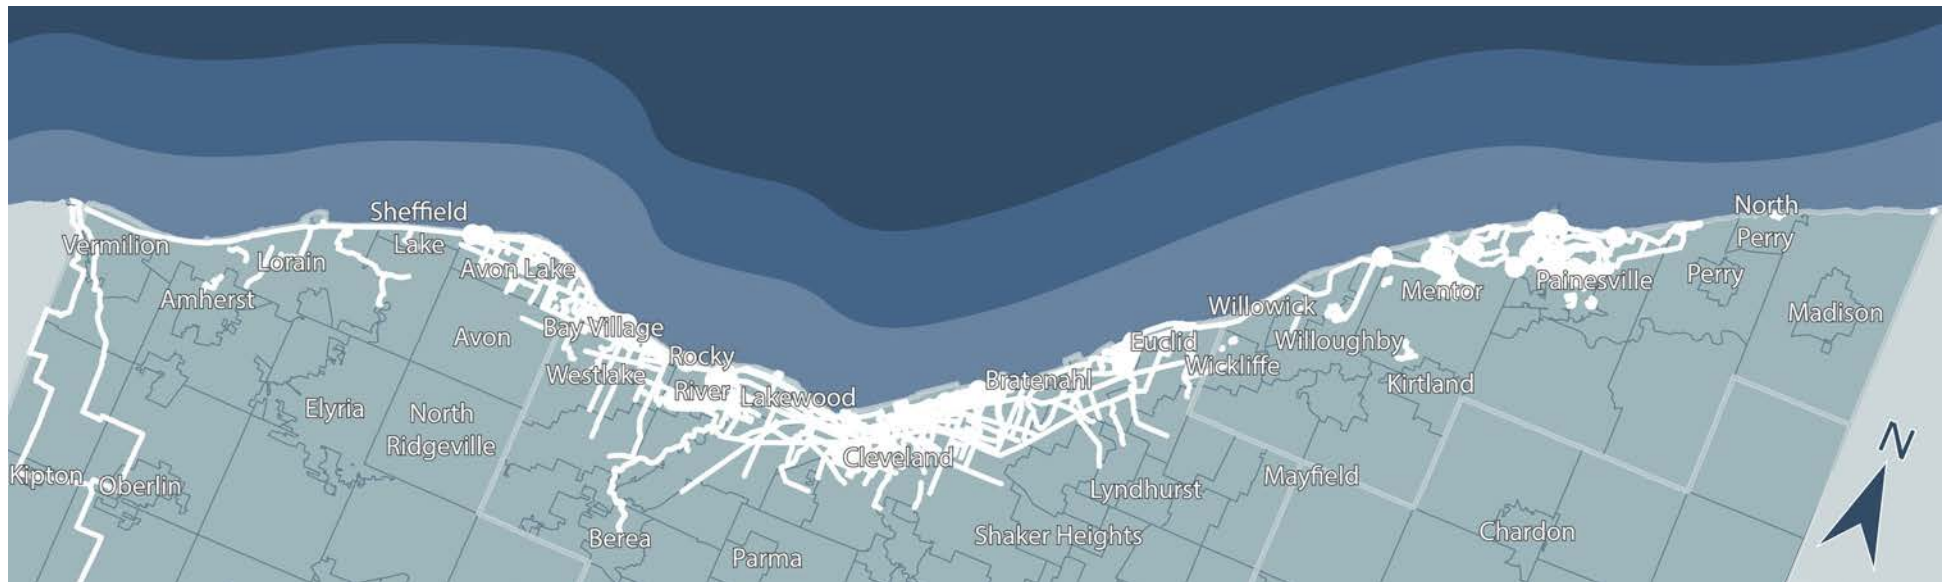 Sheffield
Lake
North
Perry
Vermilion
Lorain
Avon Lake
Amherst
Mentor
Painesville
Perry
Willowick
Madison
Avon
Bay Village
Euclid
Willoughby
Rocky
River
Wickliffe
Westlake
Bratenahl
Kirtland
Lakewood
Elyria
North
Ridgeville
N
Cleveland
Kipton
Oberlin
Lyndhurst
Mayfield
Berea
Shaker Heights
Chardon
Parma